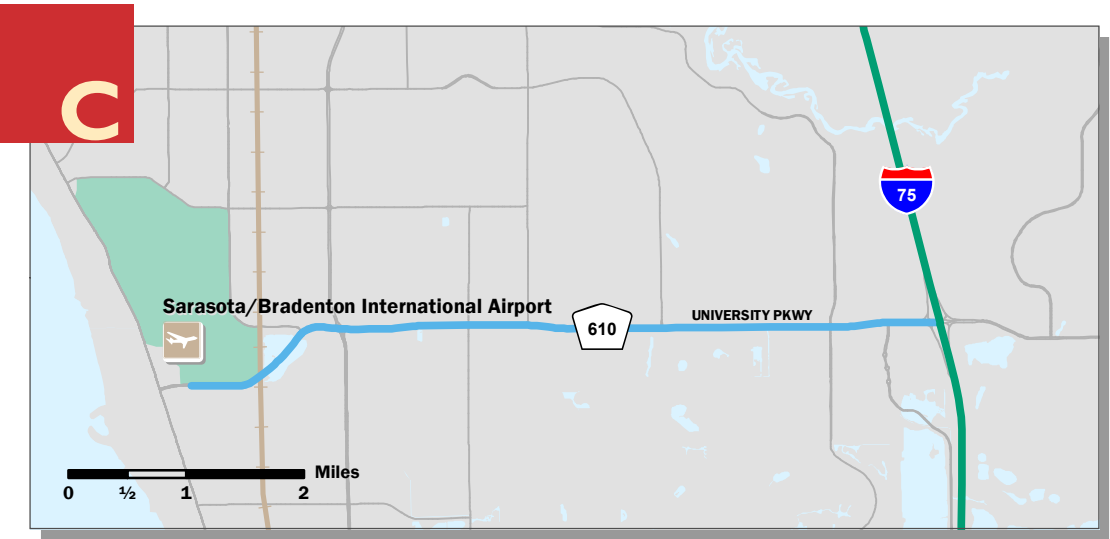 C
75
Sarasota/Bradenton International Airport
610
UNIVERSITY PKWY
Miles
0 ½ 1 2